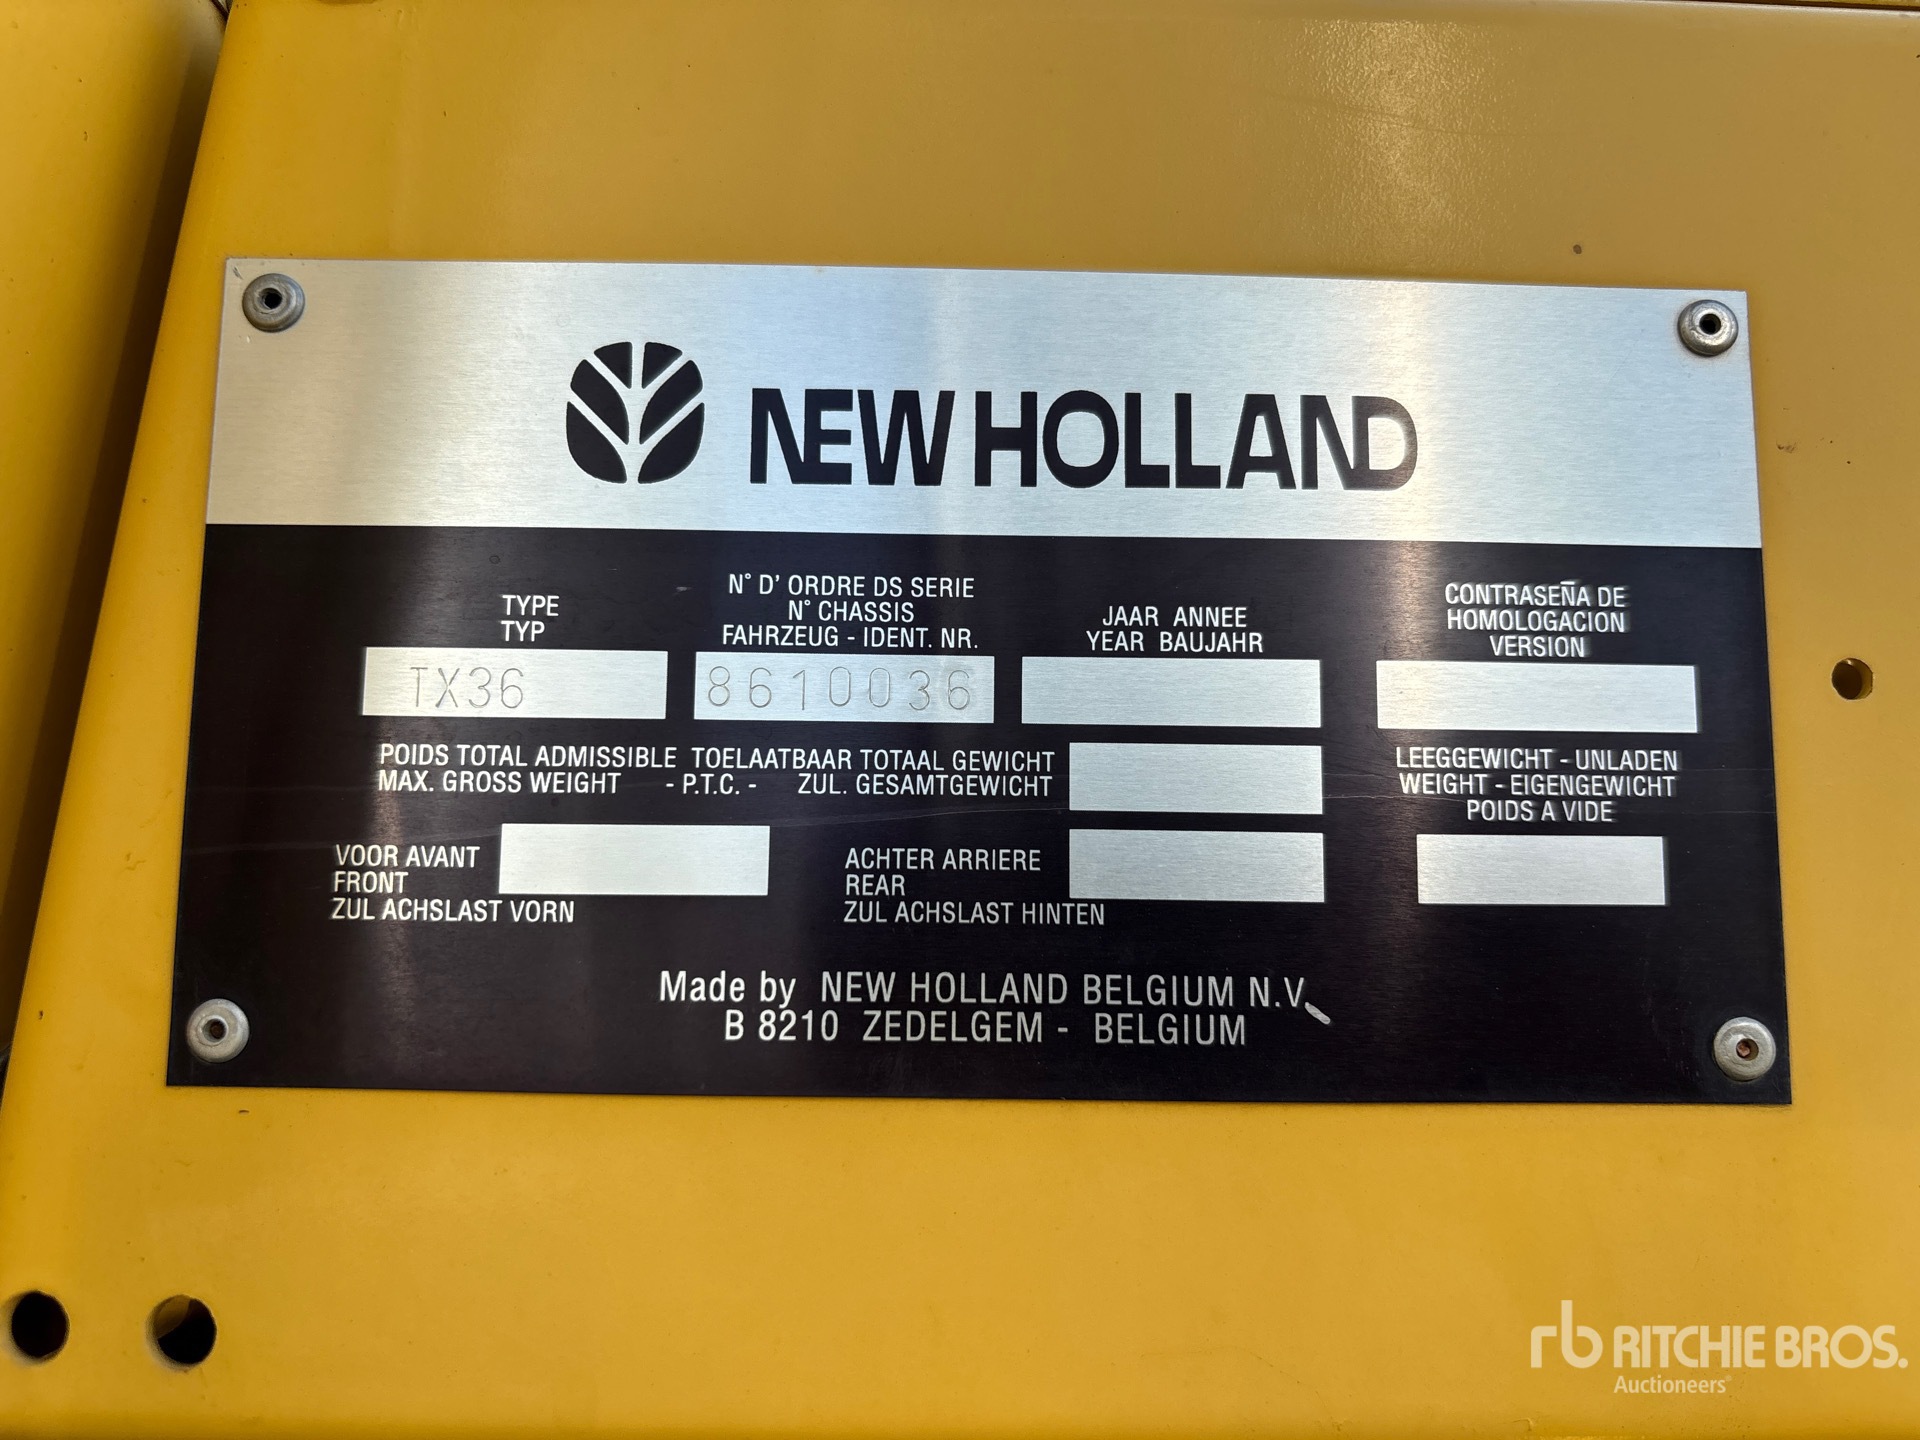 NEW HOLLAND
TYPE
TYP
N° D' ORDRE DS SERIE
N° CHASSIS
FAHRZEUG - IDENT. NR.
JAAR ANNEE
YEAR BAUJAHR
CONTRASEÑA DE
HOMOLOGACION
VERSION
TX36
8610036
POIDS TOTAL ADMISSIBLE TOELAATBAAR TOTAAL GEWICHT
MAX. GROSS WEIGHT - P.T.C. - ZUL. GESAMTGEWICHT
LEEGGEWICHT - UNLADEN
WEIGHT - EIGENGEWICHT
POIDS A VIDE
VOOR AVANT
FRONT
ZUL ACHSLAST VORN
ACHTER ARRIERE
REAR
ZUL ACHSLAST HINTEN
Made by NEW HOLLAND BELGIUM N.V.
B 8210 ZEDELGEM - BELGIUM
rb RITCHIE BROS.
Auctioneers